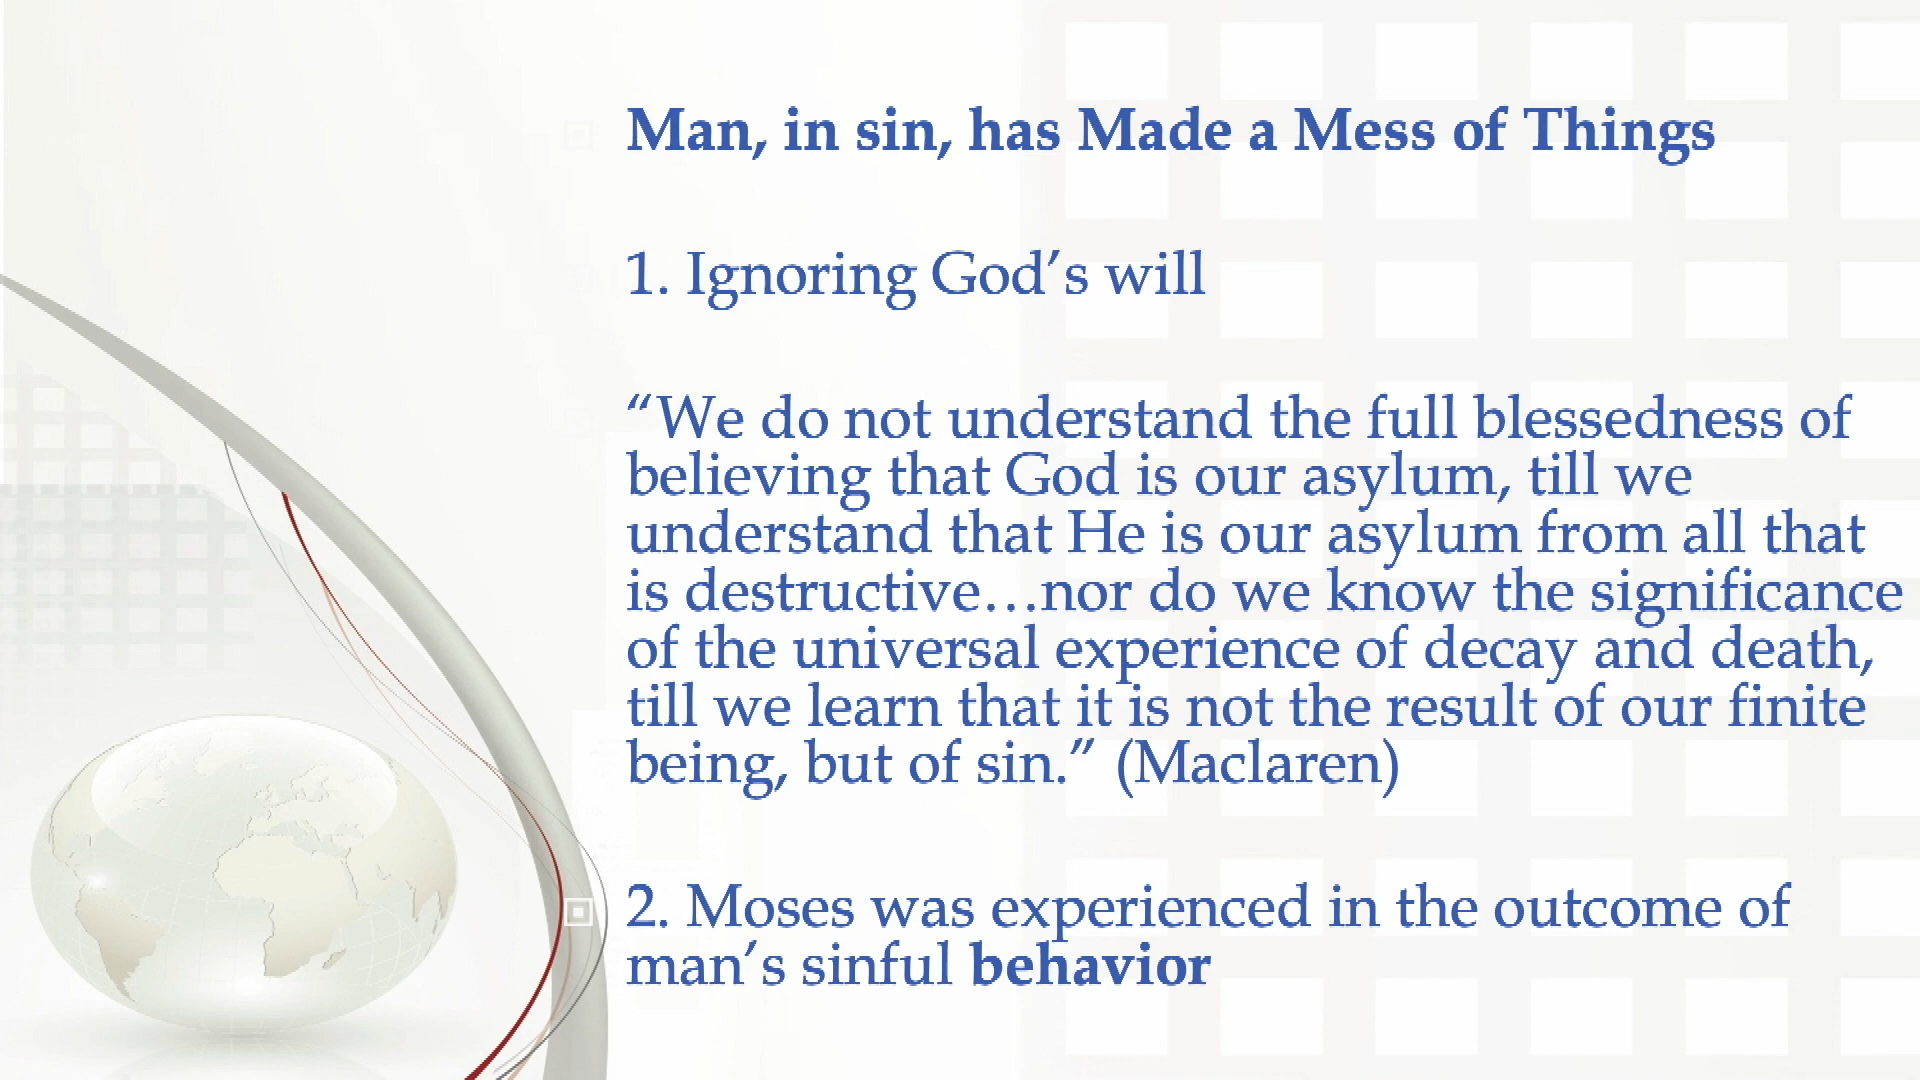 Man, in sin, has Made a Mess of Things
1. Ignoring God’s will
“We do not understand the full blessedness of
believing that God is our asylum, till we
understand that He is our asylum from all that
is destructive…nor do we know the significance
of the universal experience of decay and death,
till we learn that it is not the result of our finite
being, but of sin.” (Maclaren)
2. Moses was experienced in the outcome of
man’s sinful behavior